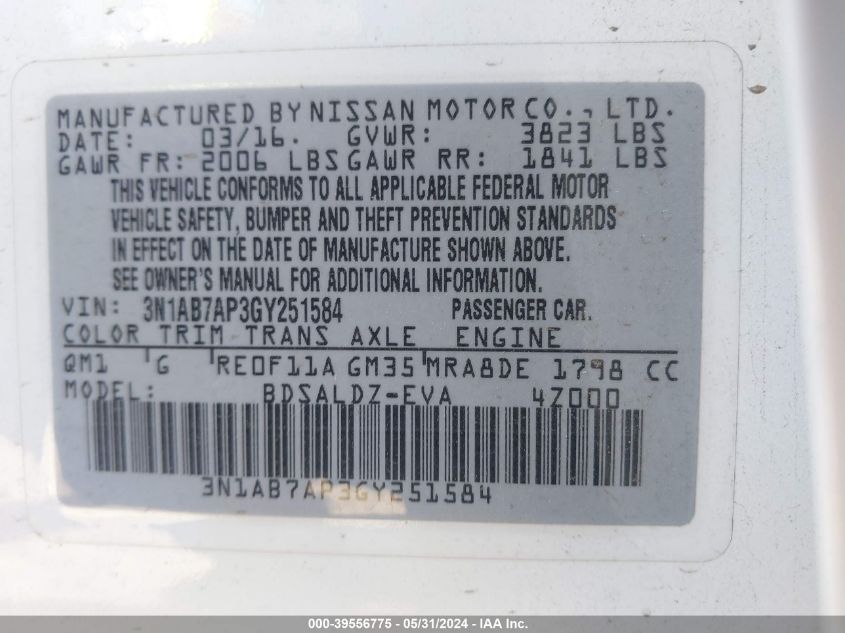 MANUFACTURED BY NISSAN MOTOR CO., LTD.
DATE: 03/16. GVWR: 3823 LBS
GAWR FR: 2006 LBS GAWR RR: 1841 LBS
THIS VEHICLE CONFORMS TO ALL APPLICABLE FEDERAL MOTOR
VEHICLE SAFETY, BUMPER AND THEFT PREVENTION STANDARDS
IN EFFECT ON THE DATE OF MANUFACTURE SHOWN ABOVE.
SEE OWNER'S MANUAL FOR ADDITIONAL INFORMATION.
VIN: 3N1AB7AP3GY251584 PASSENGER CAR.
COLOR TRIM TRANS AXLE ENGINE
QM1 G RE0F11A GM35 MRA8DE 1798 CC
MODEL: BDSALDZ-EVA 4Z000
3N1AB7AP3GY251584
000-39556775 - 05/31/2024 - IAA Inc.